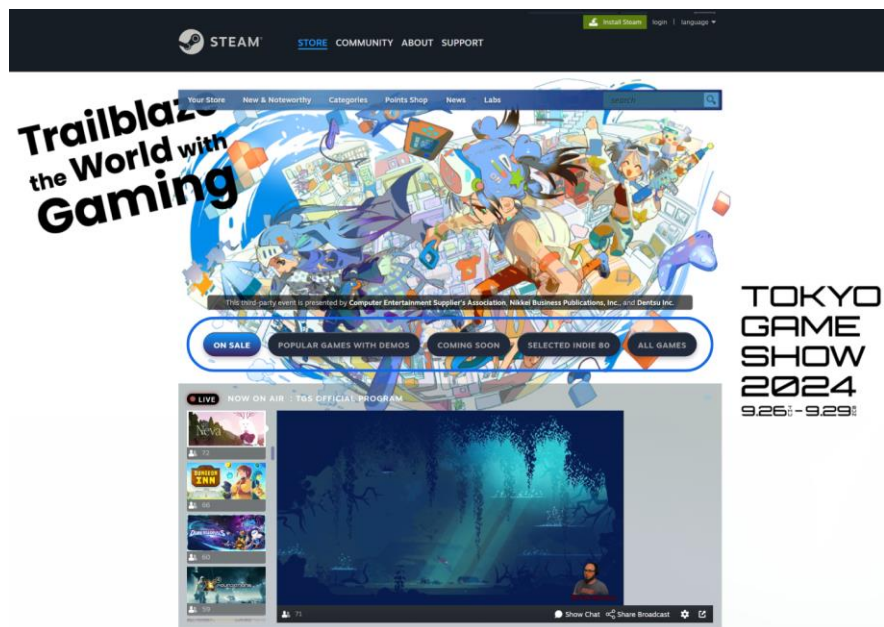 Install Steam login | language
STEAM STORE COMMUNITY ABOUT SUPPORT
Your Store New & Noteworthy Categories Points Shop News Labs search
Trailblaze
the World with
Gaming
This third-party event is presented by Computer Entertainment Supplier's Association, Nikkei Business Publications, Inc., and Dentsu Inc.
ON SALE POPULAR GAMES WITH DEMOS COMING SOON SELECTED INDIE 80 ALL GAMES
TOKYO
GAME
SHOW
2024
9.26 - 9.29
LIVE NOW ON AIR : TGS OFFICIAL PROGRAM
Neva
72
DUNGEON
INN
66
60
59
71 Show Chat Share Broadcast